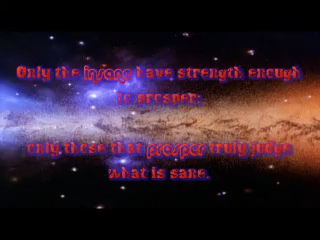 Only the insane have strength enough
to prosper;
only those that prosper truly judge
what is sane.